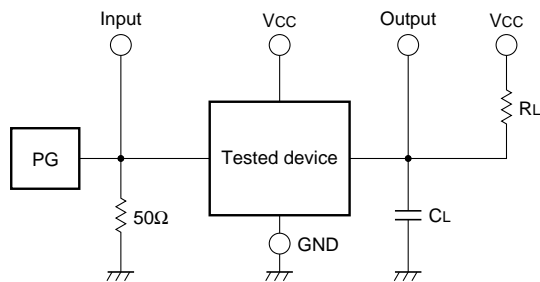 Input
VCC
Output
VCC
RL
PG
Tested device
50Ω
CL
GND